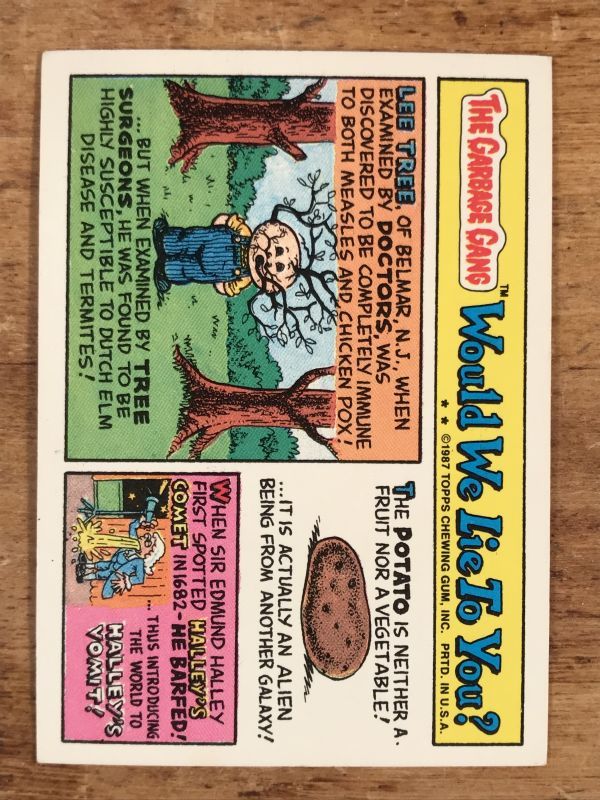 THE GARBAGE GANG™
Would We Lie To You?
★ ★ ©1987 TOPPS CHEWING GUM, INC. PRTD. IN U.S.A.
LEE TREE, OF BELMAR, N.J., WHEN
EXAMINED BY DOCTORS, WAS
DISCOVERED TO BE COMPLETELY IMMUNE
TO BOTH MEASLES AND CHICKEN POX!
...BUT WHEN EXAMINED BY TREE
SURGEONS, HE WAS FOUND TO BE
HIGHLY SUSCEPTIBLE TO DUTCH ELM
DISEASE AND TERMITES!
THE POTATO IS NEITHER A
FRUIT NOR A VEGETABLE!
...IT IS ACTUALLY AN ALIEN
BEING FROM ANOTHER GALAXY!
WHEN SIR EDMUND HALLEY
FIRST SPOTTED HALLEY'S
COMET IN 1682-HE BARFED!
...THUS INTRODUCING
THE WORLD TO
HALLEY'S
VOMIT!